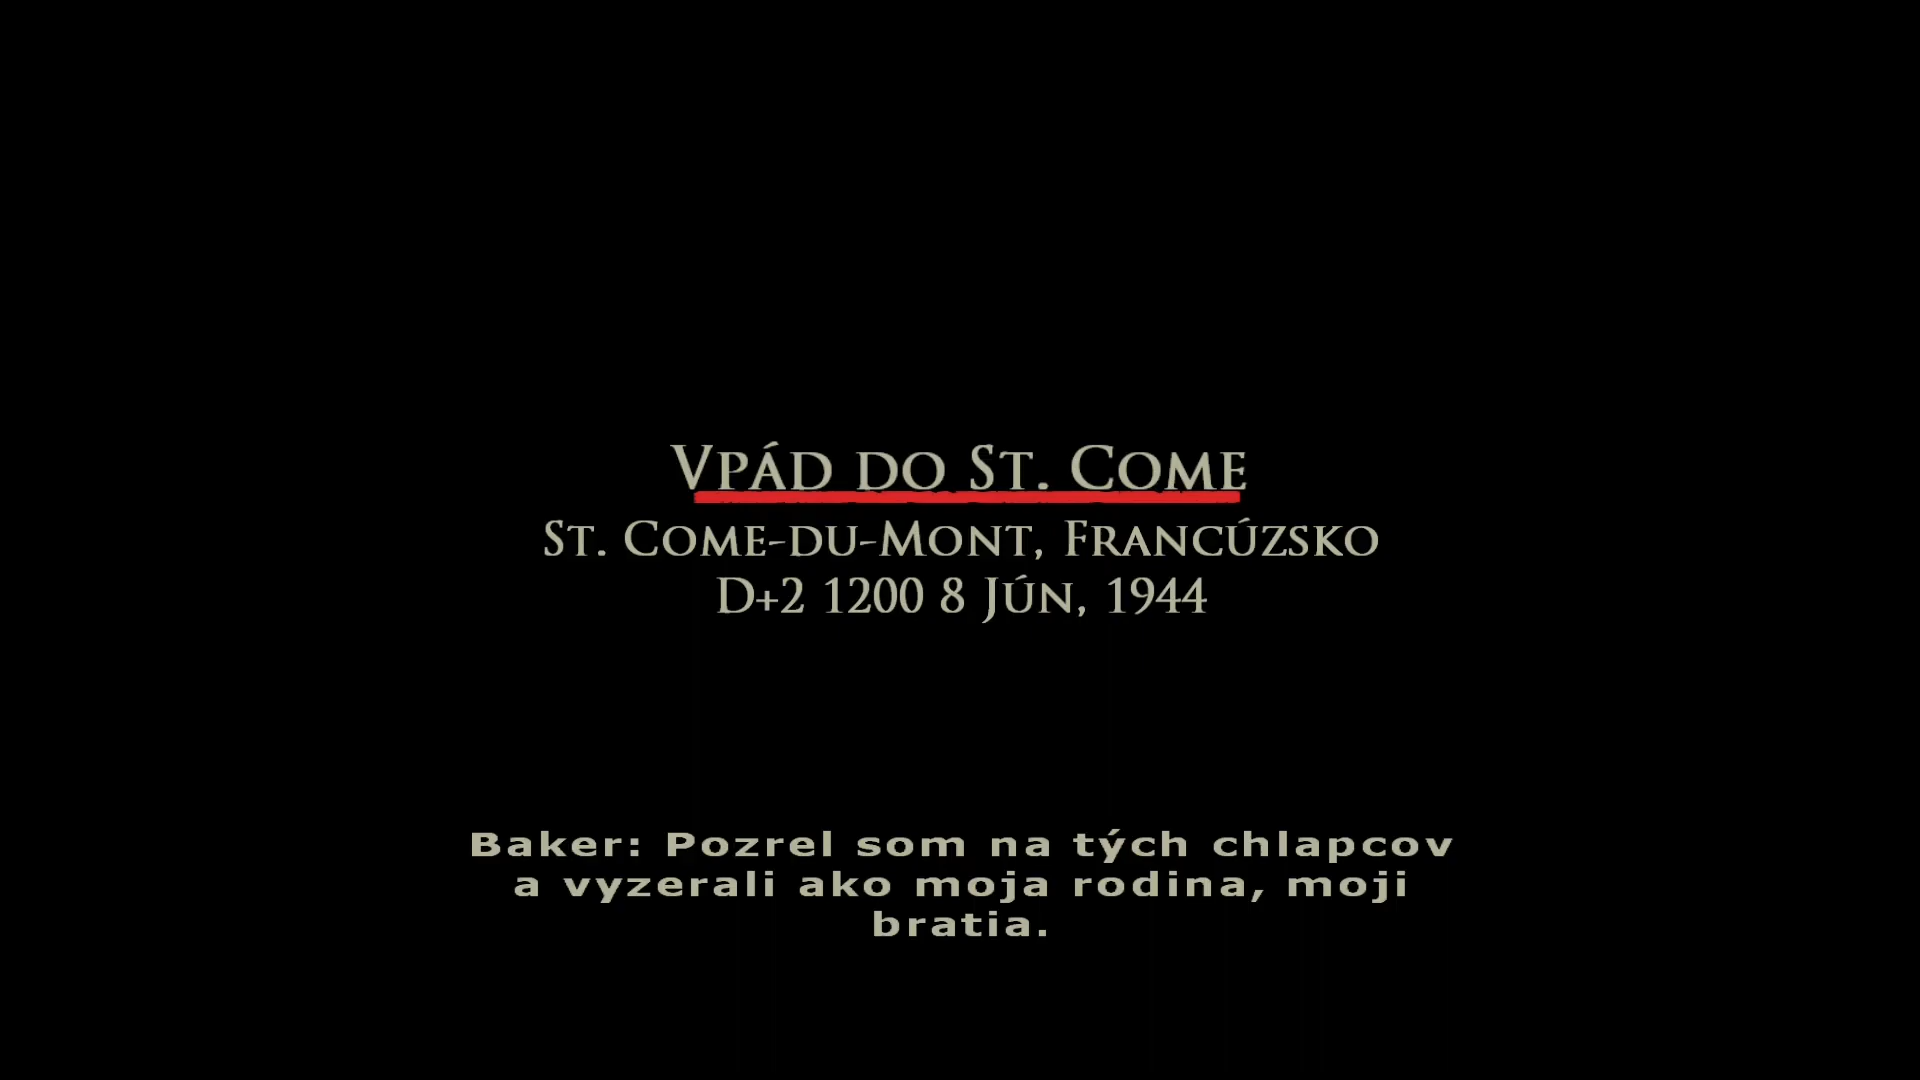 Vpád do St. Come
St. Come-du-Mont, Francúzsko
D+2 1200 8 Jún, 1944
Baker: Pozrel som na tých chlapcov
a vyzerali ako moja rodina, moji
bratia.